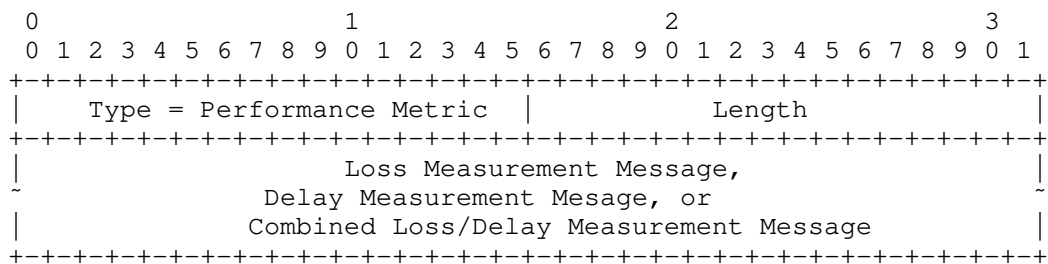 0                   1                   2                   3
 0 1 2 3 4 5 6 7 8 9 0 1 2 3 4 5 6 7 8 9 0 1 2 3 4 5 6 7 8 9 0 1
+-+-+-+-+-+-+-+-+-+-+-+-+-+-+-+-+-+-+-+-+-+-+-+-+-+-+-+-+-+-+-+-+
|    Type = Performance Metric  |           Length              |
+-+-+-+-+-+-+-+-+-+-+-+-+-+-+-+-+-+-+-+-+-+-+-+-+-+-+-+-+-+-+-+-+
|                    Loss Measurement Message,                  |
~               Delay Measurement Mesage, or                    ~
|              Combined Loss/Delay Measurement Message          |
+-+-+-+-+-+-+-+-+-+-+-+-+-+-+-+-+-+-+-+-+-+-+-+-+-+-+-+-+-+-+-+-+